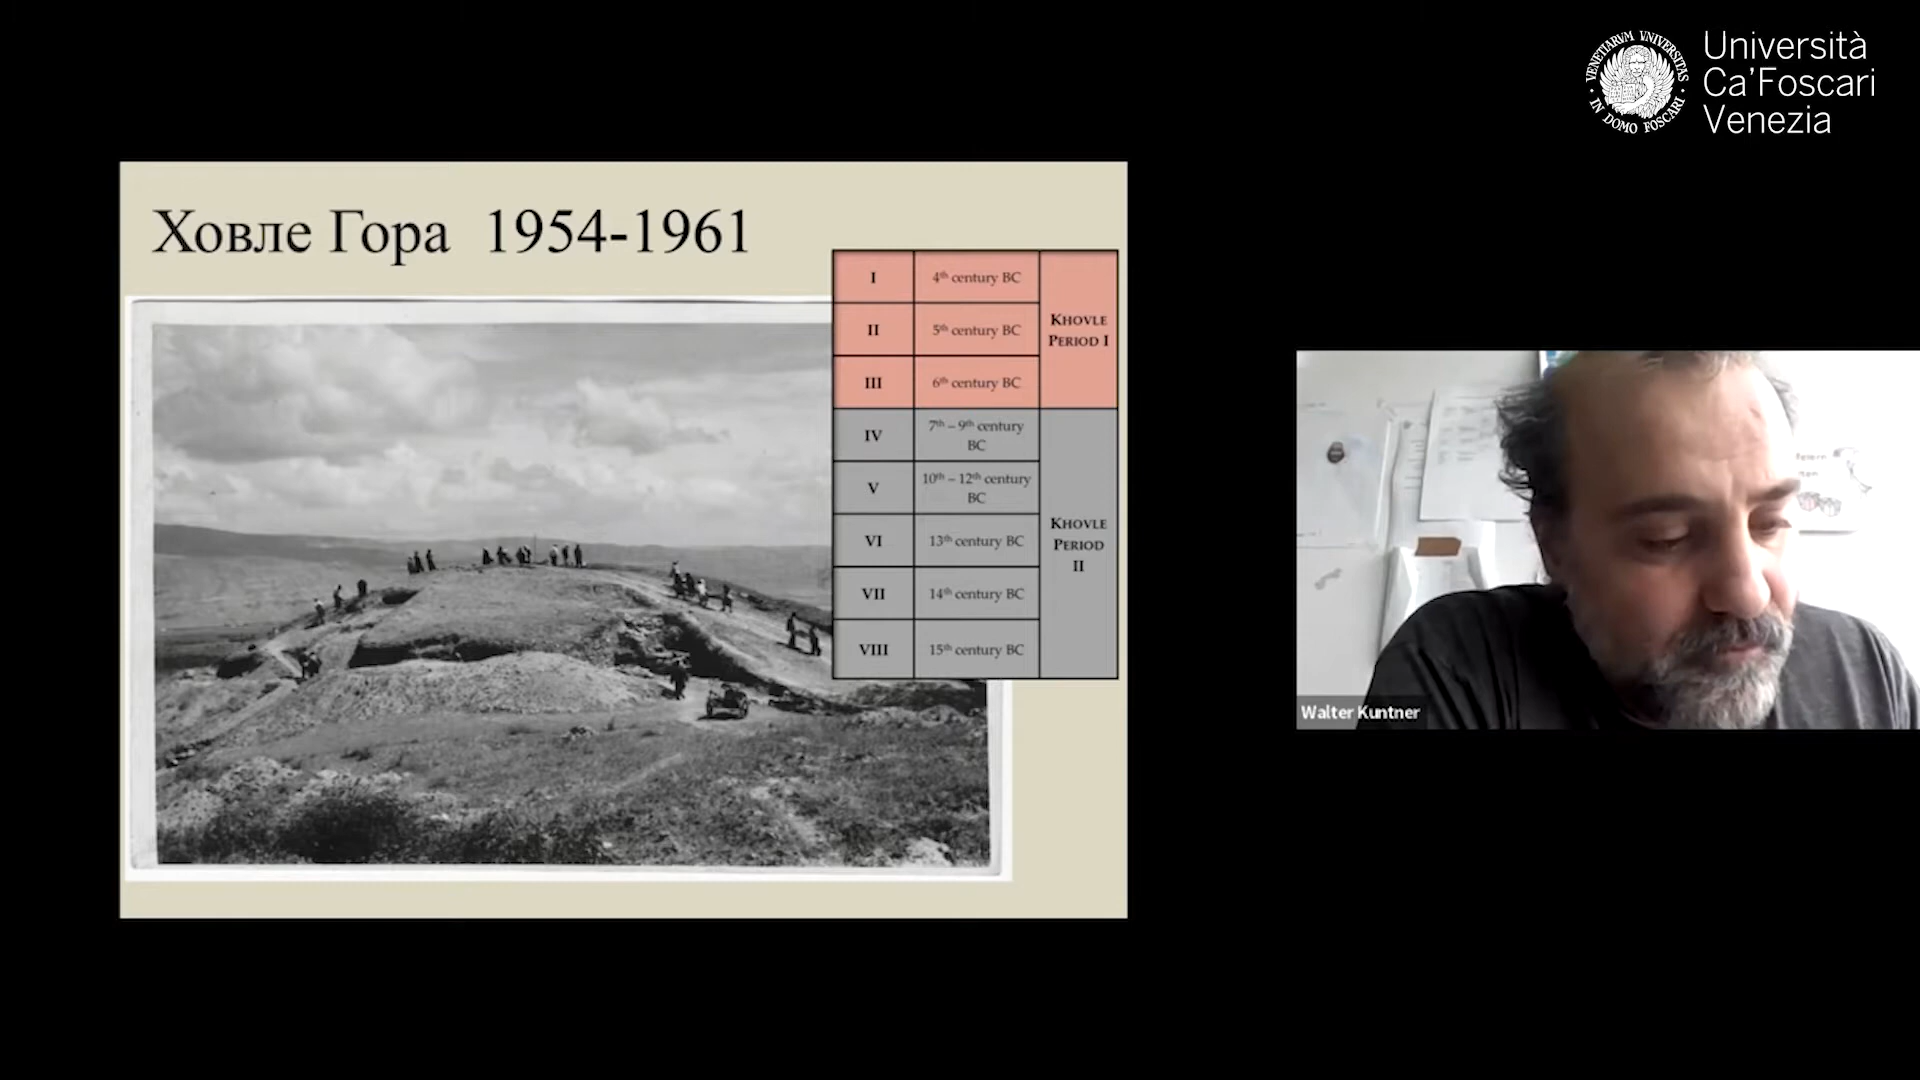 VENETIARVM VNIVERSITAS
IN DOMO FOSCARI
Università
Ca'Foscari
Venezia
Ховле Гора 1954-1961
I 4th century BC
KHOVLE
PERIOD I
II 5th century BC
III 6th century BC
IV 7th – 9th century
BC
V 10th – 12th century
BC
KHOVLE
PERIOD
II
VI 13th century BC
VII 14th century BC
VIII 15th century BC
Walter Kuntner